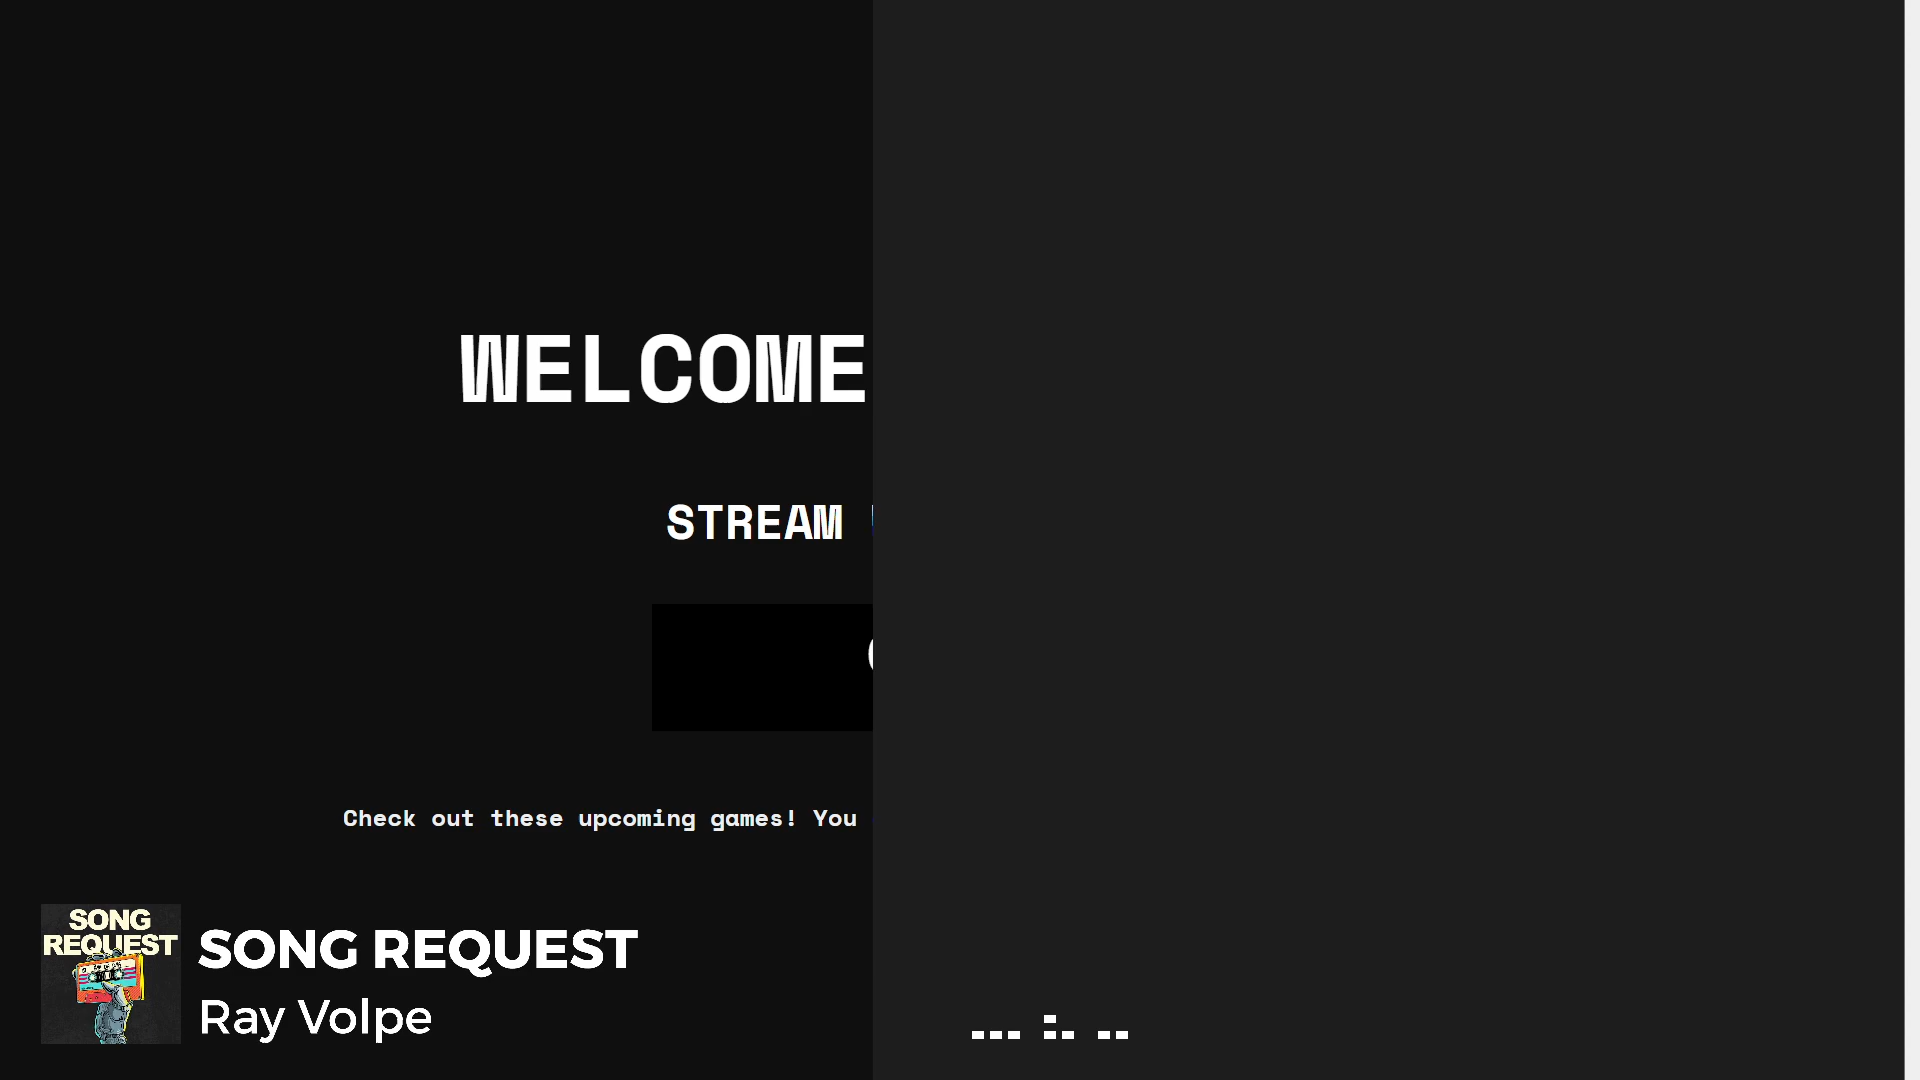 WELCOME
STREAM
Check out these upcoming games! You
SONG
REQUEST
SONG REQUEST
Ray Volpe